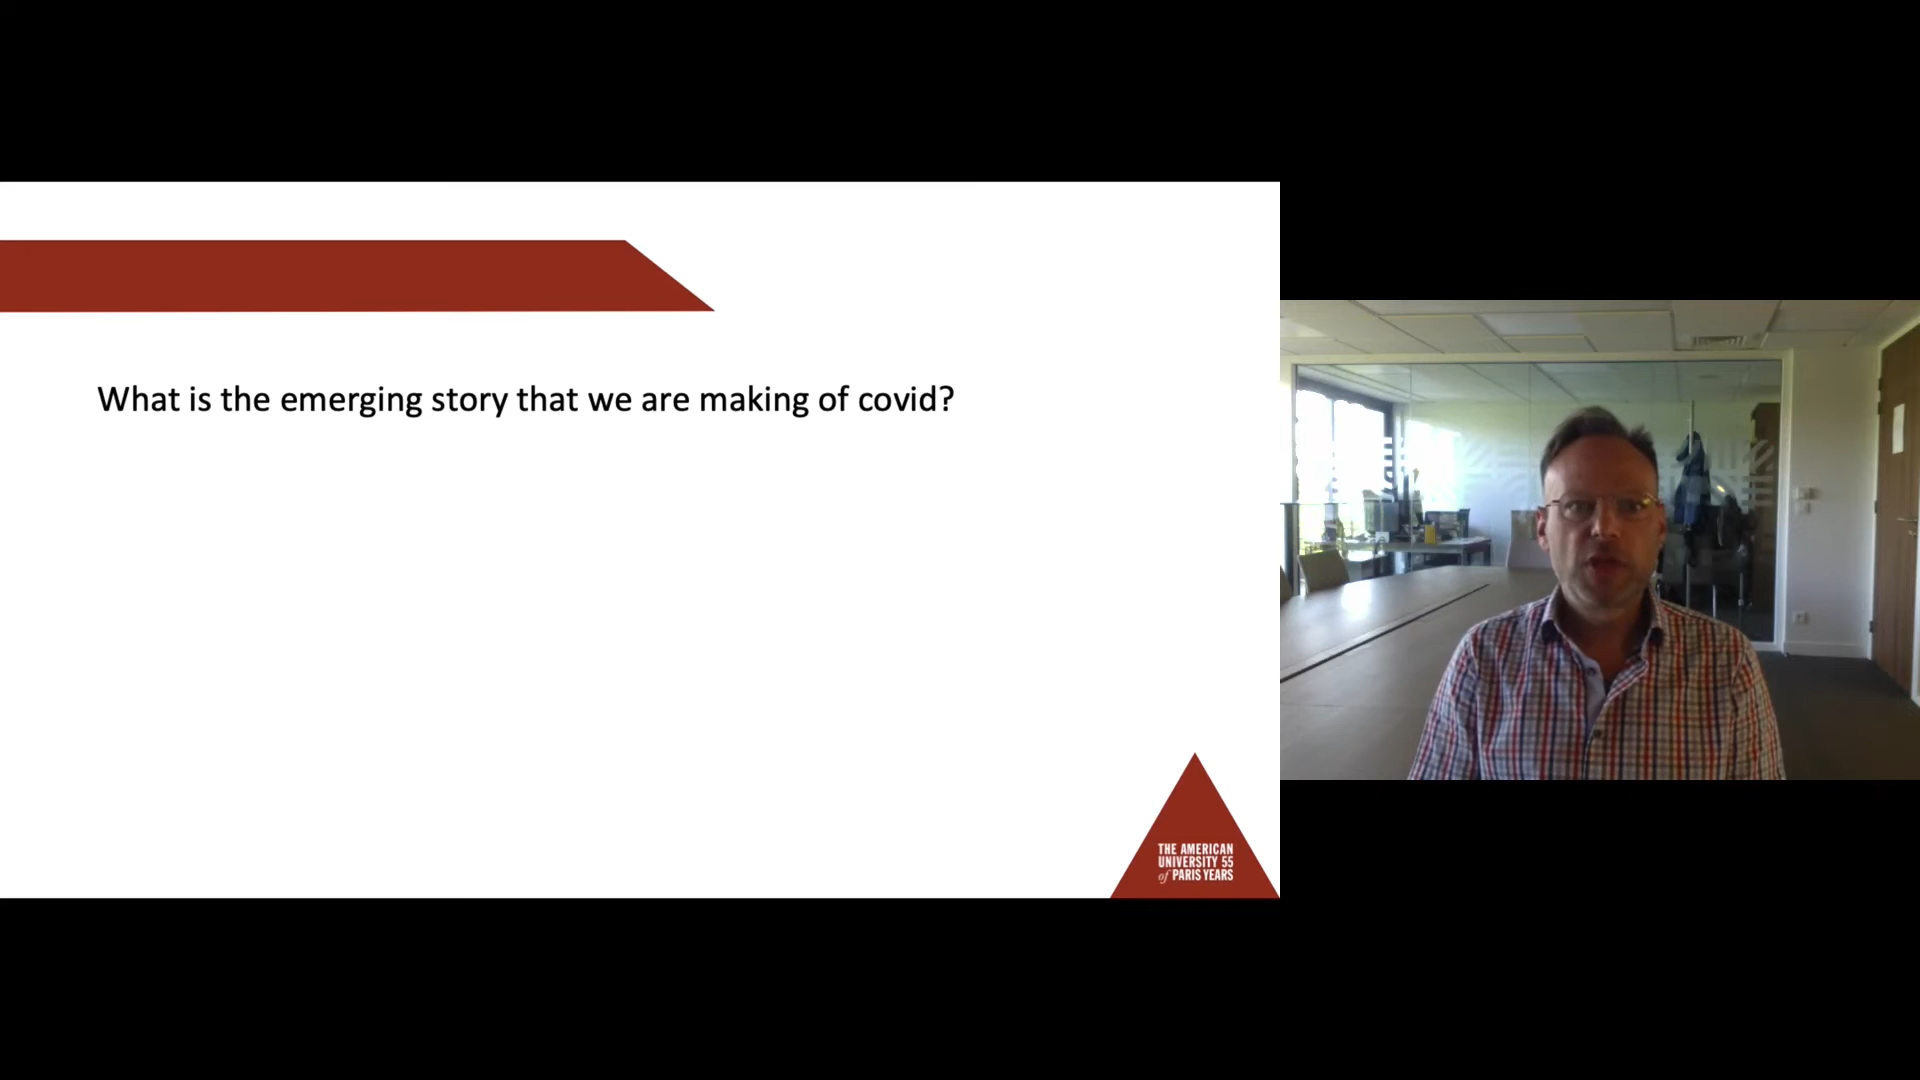 What is the emerging story that we are making of covid?
THE AMERICAN
UNIVERSITY 55
of PARIS YEARS